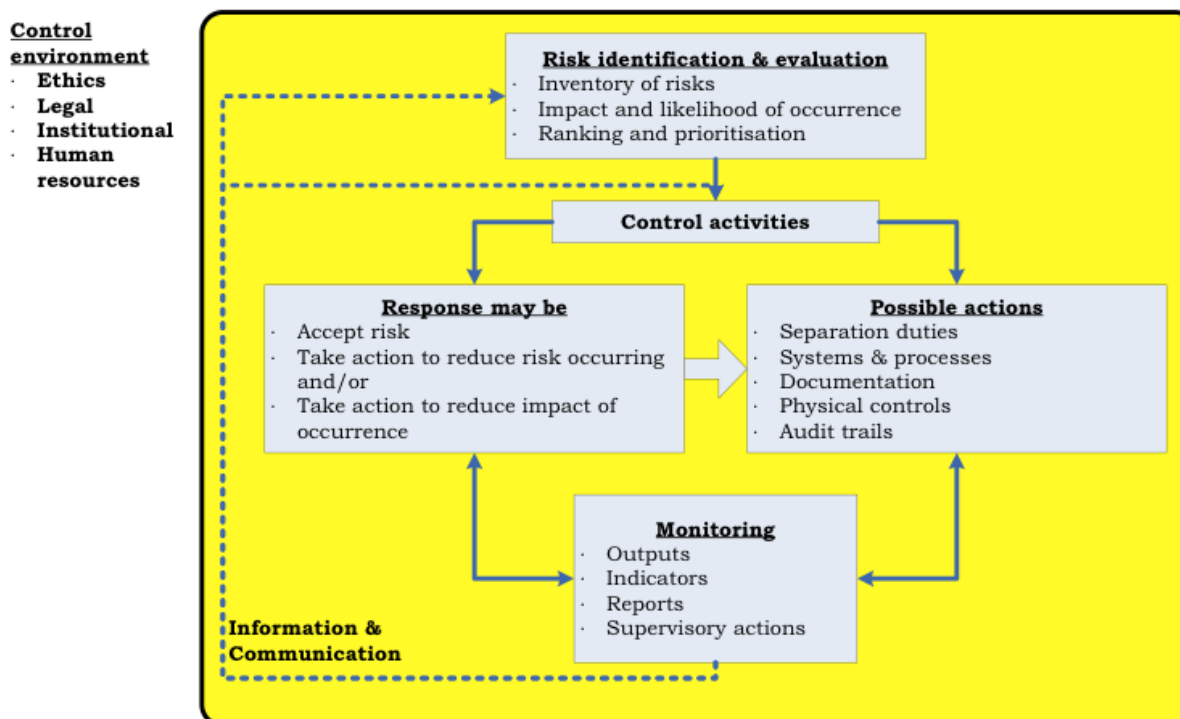 Control
environment
· Ethics
· Legal
· Institutional
· Human
resources
Risk identification & evaluation
· Inventory of risks
· Impact and likelihood of occurrence
· Ranking and prioritisation
Control activities
Response may be
· Accept risk
· Take action to reduce risk occurring
and/or
· Take action to reduce impact of
occurrence
Possible actions
· Separation duties
· Systems & processes
· Documentation
· Physical controls
· Audit trails
Monitoring
· Outputs
· Indicators
· Reports
· Supervisory actions
Information &
Communication